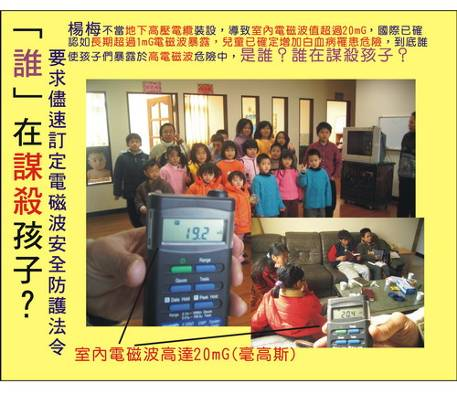 「誰」在謀殺孩子?
要求儘速訂定電磁波安全防護法令
楊梅不當地下高壓電纜裝設，導致室內電磁波值超過20mG，國際已確
認如長期超過1mG電磁波暴露，兒童已確定增加白血病罹患危險，到底誰
使孩子們暴露於高電磁波危險中，是誰？誰在謀殺孩子？
19.2
Range
Gauss
Tesla
20.4
室內電磁波高達20mG(毫高斯)